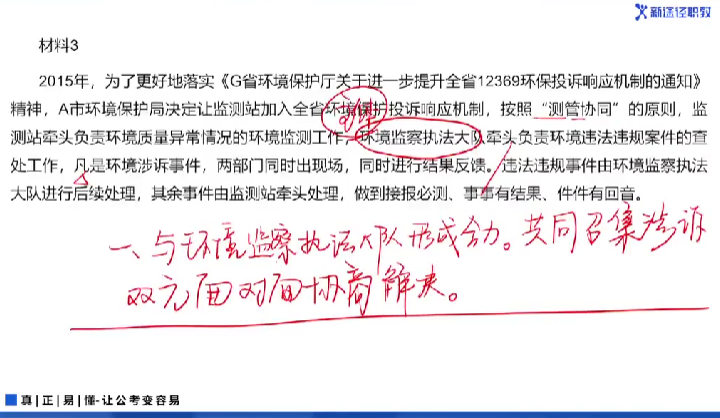 新途径职教
材料3
2015年，为了更好地落实《G省环境保护厅关于进一步提升全省12369环保投诉响应机制的通知》
精神，A市环境保护局决定让监测站加入全省环境保护投诉响应机制，按照“测管协同”的原则，监
测站牵头负责环境质量异常情况的环境监测工作，环境监察执法大队牵头负责环境违法违规案件的查
处工作，凡是环境涉诉事件，两部门同时出现场，同时进行结果反馈。违法违规事件由环境监察执法
大队进行后续处理，其余事件由监测站牵头处理，做到接报必测、事事有结果、件件有回音。
一、与环境监察执法大队形成合力。共同召集涉诉
双方面对面协商解决。
真|正|易|懂-让公考变容易